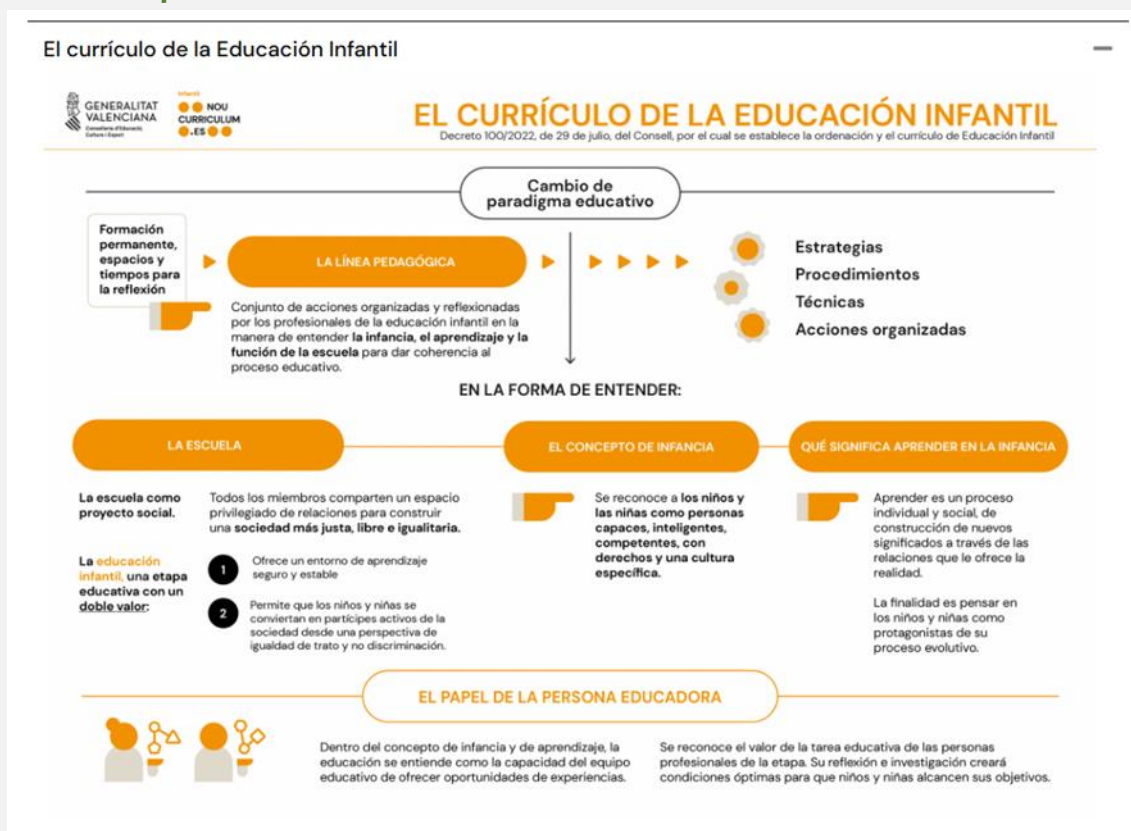 El currículo de la Educación Infantil
GENERALITAT
VALENCIANA
Conselleria d'Educació,
Cultura i Esport
Infantil
NOU
CURRICULUM
.ES
EL CURRÍCULO DE LA EDUCACIÓN INFANTIL
Decreto 100/2022, de 29 de julio, del Consell, por el cual se establece la ordenación y el currículo de Educación Infantil
Cambio de
paradigma educativo
Formación
permanente,
espacios y
tiempos para
la reflexión
LA LÍNEA PEDAGÓGICA
Conjunto de acciones organizadas y reflexionadas
por los profesionales de la educación infantil en la
manera de entender la infancia, el aprendizaje y la
función de la escuela para dar coherencia al
proceso educativo.
Estrategias
Procedimientos
Técnicas
Acciones organizadas
EN LA FORMA DE ENTENDER:
LA ESCUELA
La escuela como
proyecto social.
Todos los miembros comparten un espacio
privilegiado de relaciones para construir
una sociedad más justa, libre e igualitaria.
La educación
infantil, una etapa
educativa con un
doble valor:
1
Ofrece un entorno de aprendizaje
seguro y estable
2
Permite que los niños y niñas se
conviertan en partícipes activos de la
sociedad desde una perspectiva de
igualdad de trato y no discriminación.
EL CONCEPTO DE INFANCIA
Se reconoce a los niños y
las niñas como personas
capaces, inteligentes,
competentes, con
derechos y una cultura
específica.
QUÉ SIGNIFICA APRENDER EN LA INFANCIA
Aprender es un proceso
individual y social, de
construcción de nuevos
significados a través de las
relaciones que le ofrece la
realidad.
La finalidad es pensar en
los niños y niñas como
protagonistas de su
proceso evolutivo.
EL PAPEL DE LA PERSONA EDUCADORA
Dentro del concepto de infancia y de aprendizaje, la
educación se entiende como la capacidad del equipo
educativo de ofrecer oportunidades de experiencias.
Se reconoce el valor de la tarea educativa de las personas
profesionales de la etapa. Su reflexión e investigación creará
condiciones óptimas para que niños y niñas alcancen sus objetivos.